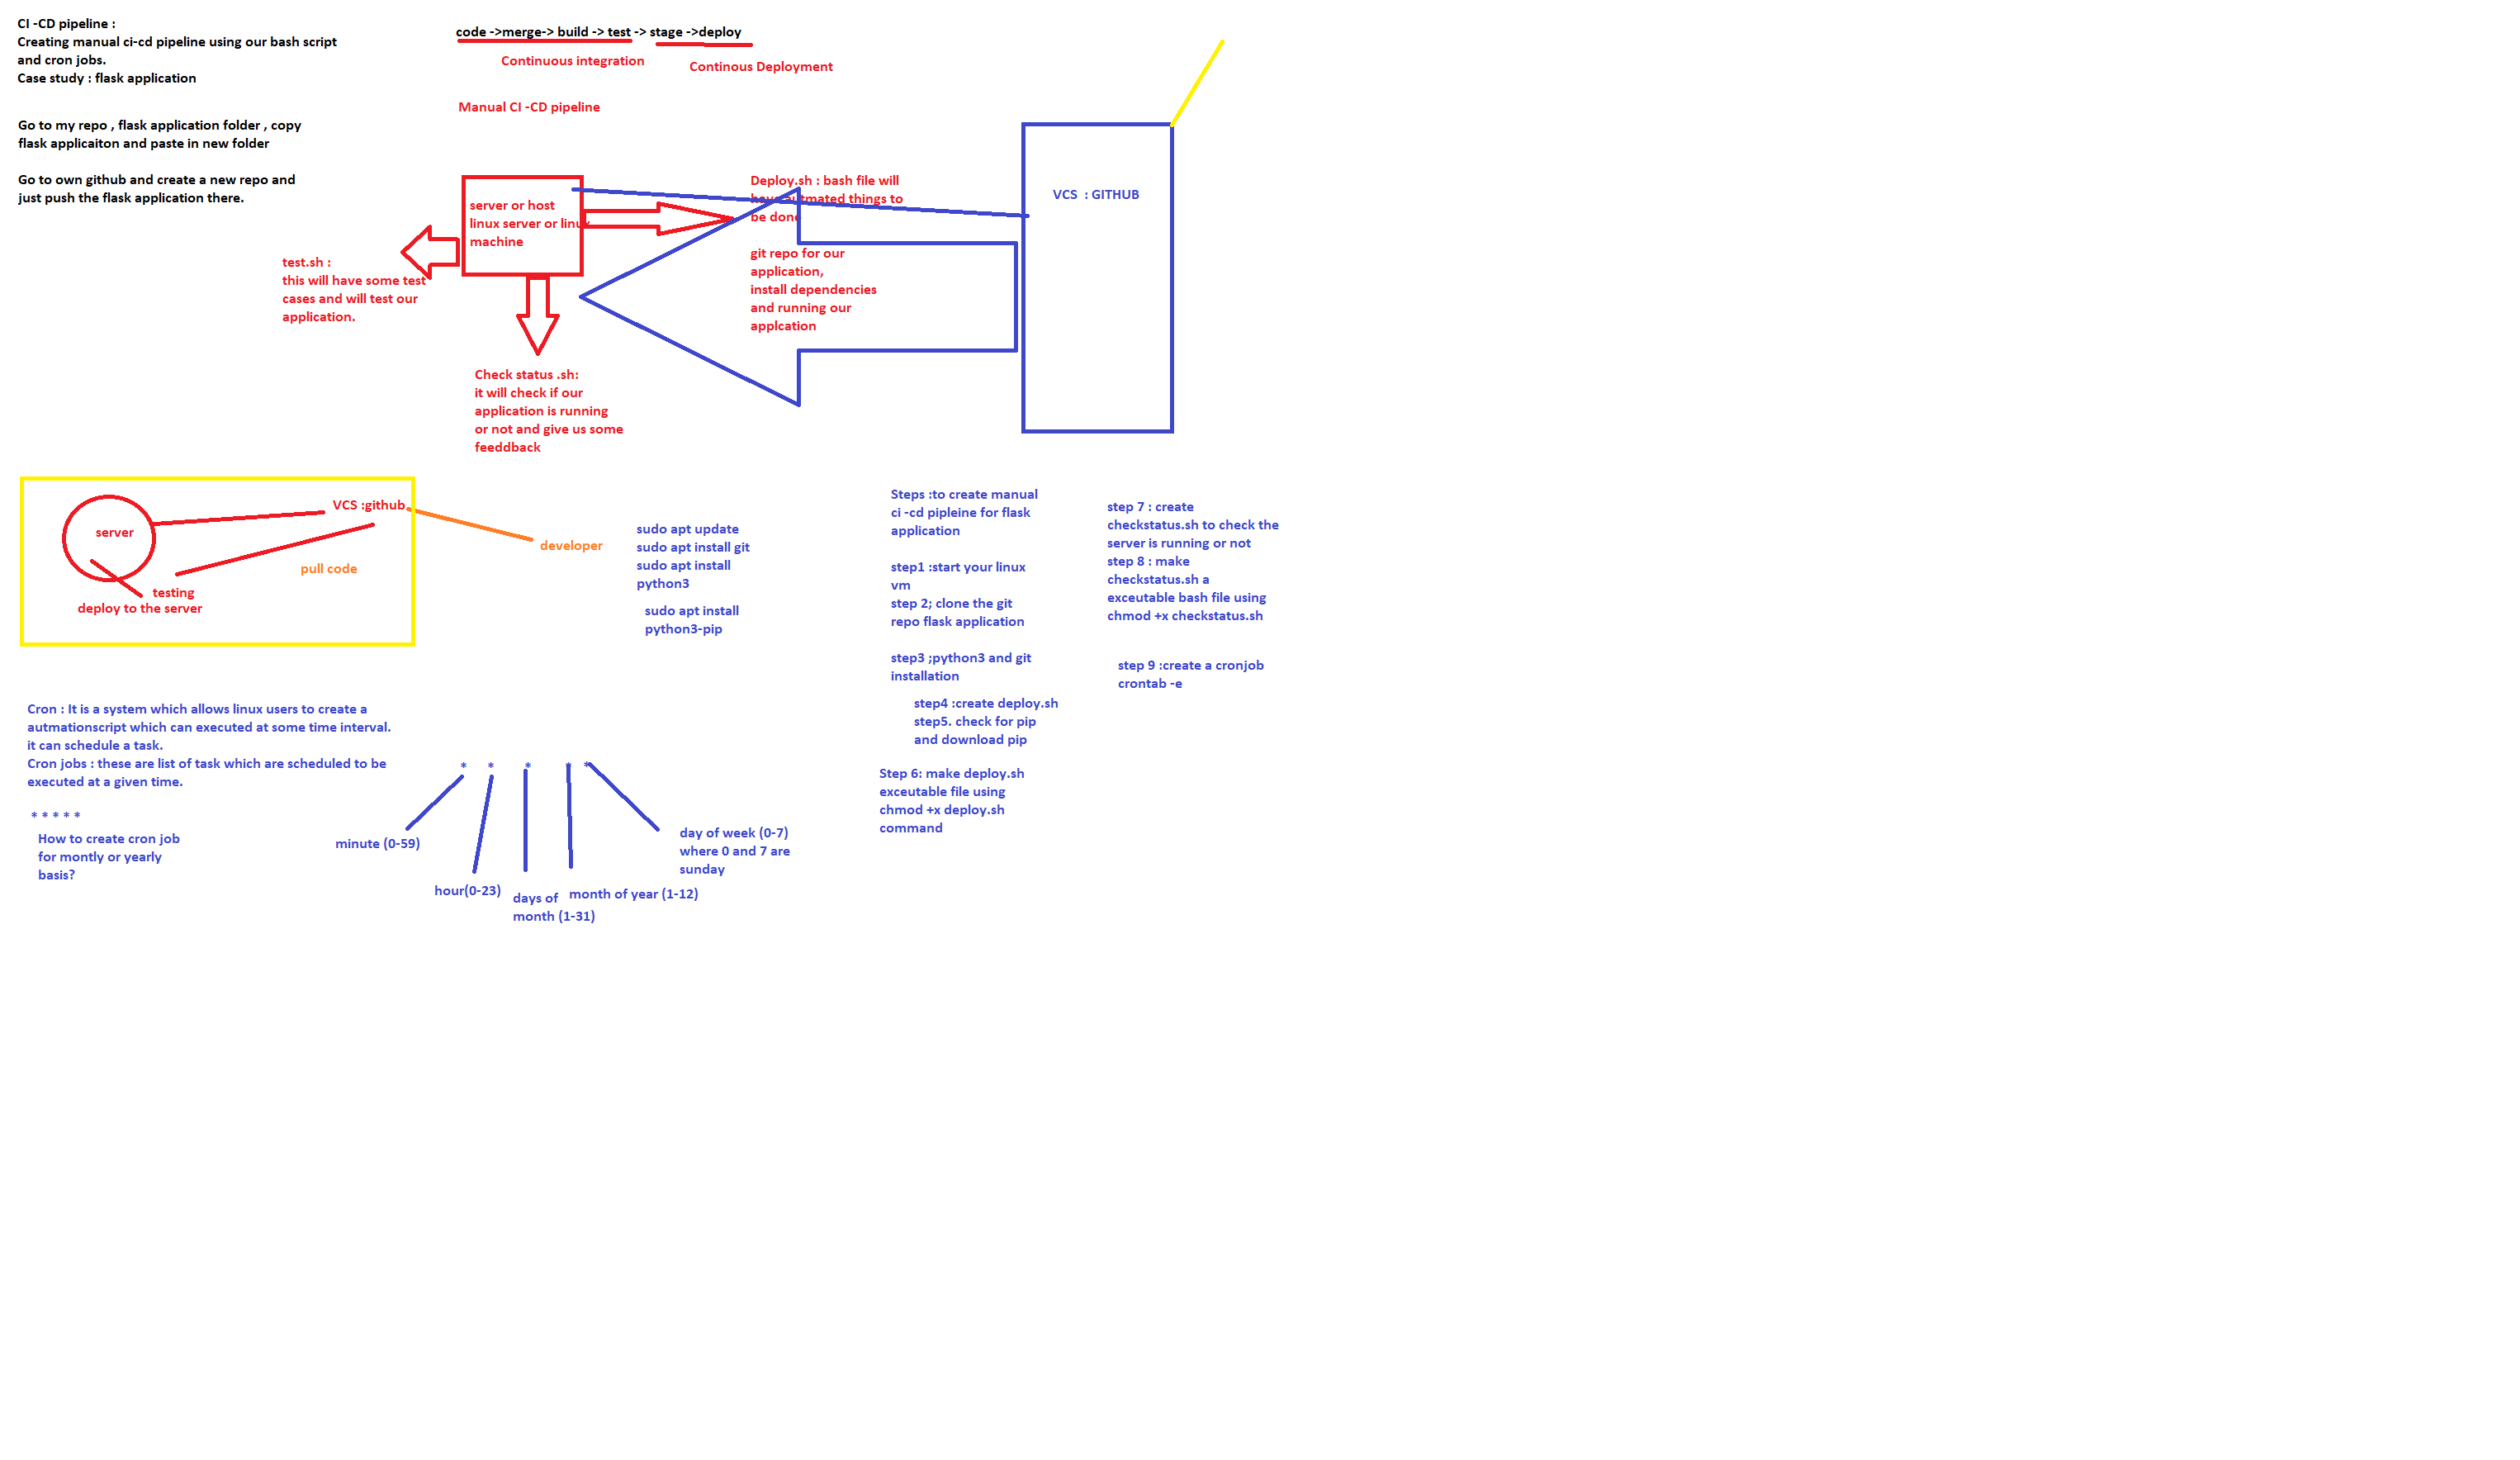 CI -CD pipeline :
Creating manual ci-cd pipeline using our bash script
and cron jobs.
Case study : flask application
Go to my repo , flask application folder , copy
flask applicaiton and paste in new folder
Go to own github and create a new repo and
just push the flask application there.
code ->merge-> build -> test -> stage ->deploy
Continuous integration
Continous Deployment
Manual CI -CD pipeline
server or host
linux server or linux
machine
Deploy.sh : bash file will
have autmated things to
be done
git repo for our
application,
install dependencies
and running our
applcation
VCS : GITHUB
test.sh :
this will have some test
cases and will test our
application.
Check status .sh:
it will check if our
application is running
or not and give us some
feeddback
server
VCS :github
developer
pull code
testing
deploy to the server
sudo apt update
sudo apt install git
sudo apt install
python3
sudo apt install
python3-pip
Steps :to create manual
ci -cd pipleine for flask
application
step1 :start your linux
vm
step 2; clone the git
repo flask application
step3 ;python3 and git
installation
step4 :create deploy.sh
step5. check for pip
and download pip
Step 6: make deploy.sh
exceutable file using
chmod +x deploy.sh
command
step 7 : create
checkstatus.sh to check the
server is running or not
step 8 : make
checkstatus.sh a
exceutable bash file using
chmod +x checkstatus.sh
step 9 :create a cronjob
crontab -e
Cron : It is a system which allows linux users to create a
autmationscript which can executed at some time interval.
it can schedule a task.
Cron jobs : these are list of task which are scheduled to be
executed at a given time.
* * * * *
How to create cron job
for montly or yearly
basis?
* * * * *
minute (0-59)
hour(0-23)
days of
month (1-31)
month of year (1-12)
day of week (0-7)
where 0 and 7 are
sunday